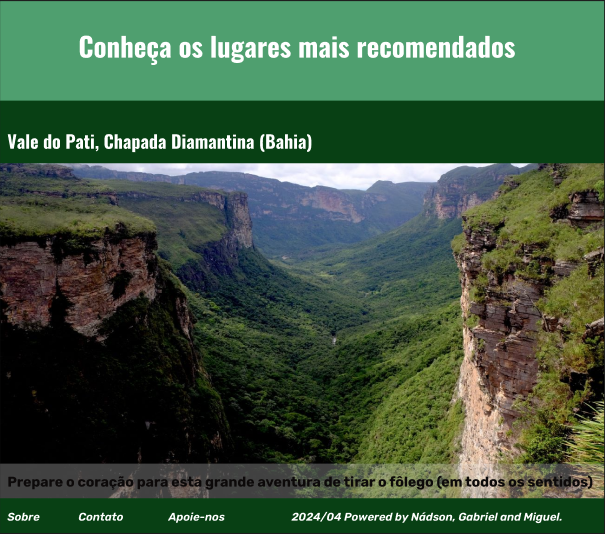 Conheça os lugares mais recomendados
Vale do Pati, Chapada Diamantina (Bahia)
Prepare o coração para esta grande aventura de tirar o fôlego (em todos os sentidos)
Sobre Contato Apoie-nos 2024/04 Powered by Nádson, Gabriel and Miguel.